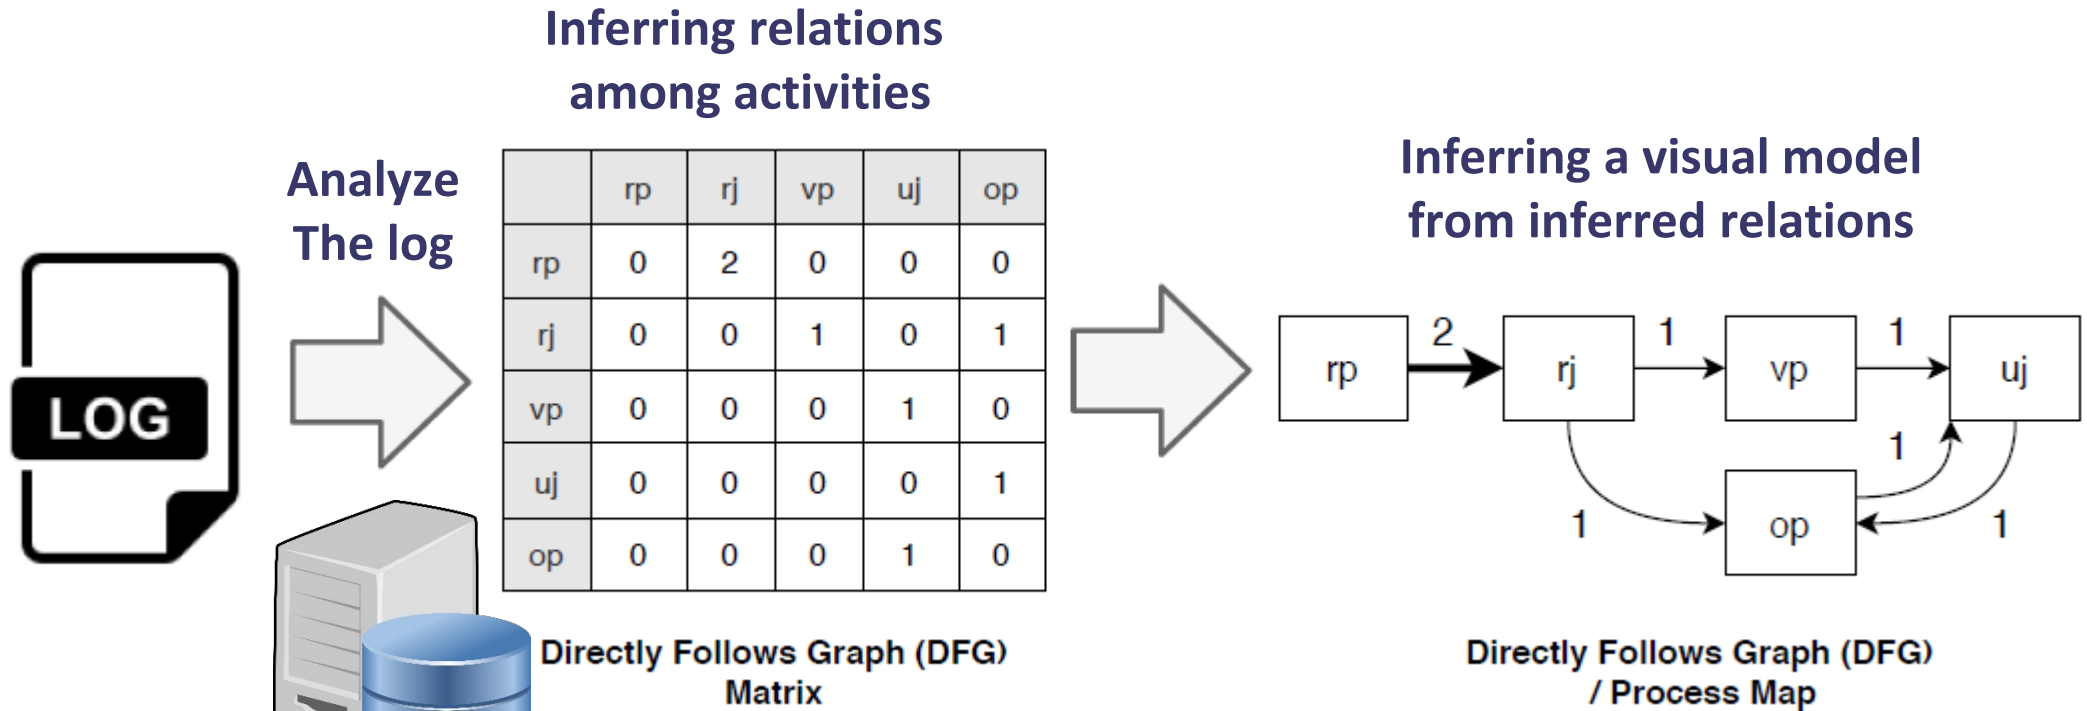 Inferring relations
among activities
Analyze
The log
LOG
rp rj vp uj op
rp 0 2 0 0 0
rj 0 0 1 0 1
vp 0 0 0 1 0
uj 0 0 0 0 1
op 0 0 0 1 0
Directly Follows Graph (DFG)
Matrix
Inferring a visual model
from inferred relations
2 1 1
rp rj vp uj
1
1 op 1
Directly Follows Graph (DFG)
/ Process Map